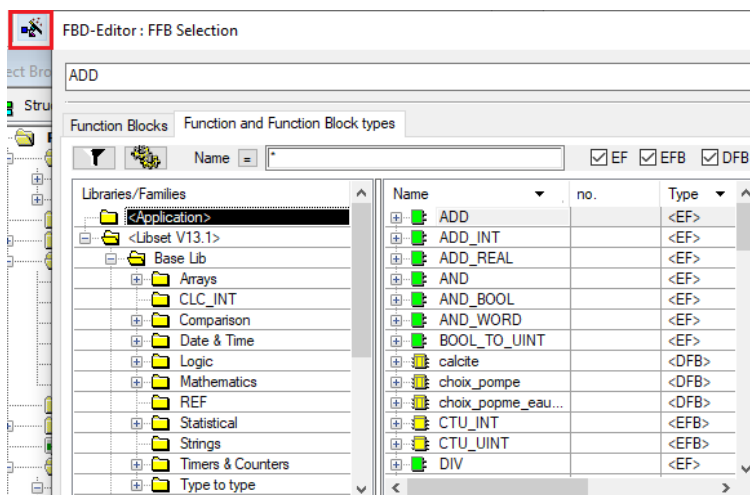 FBD-Editor : FFB Selection
ect Bro
ADD
Stru
Function Blocks Function and Function Block types
Name = * EF EFB DFB
Libraries/Families Name no. Type
<Application> ADD <EF>
<Libset V13.1> ADD_INT <EF>
Base Lib ADD_REAL <EF>
Arrays AND <EF>
CLC_INT AND_BOOL <EF>
Comparison AND_WORD <EF>
Date & Time BOOL_TO_UINT <EF>
Logic calcite <DFB>
Mathematics choix_pompe <DFB>
REF choix_popme_eau... <DFB>
Statistical CTU_INT <EFB>
Strings CTU_UINT <EFB>
Timers & Counters DIV <EF>
Type to type